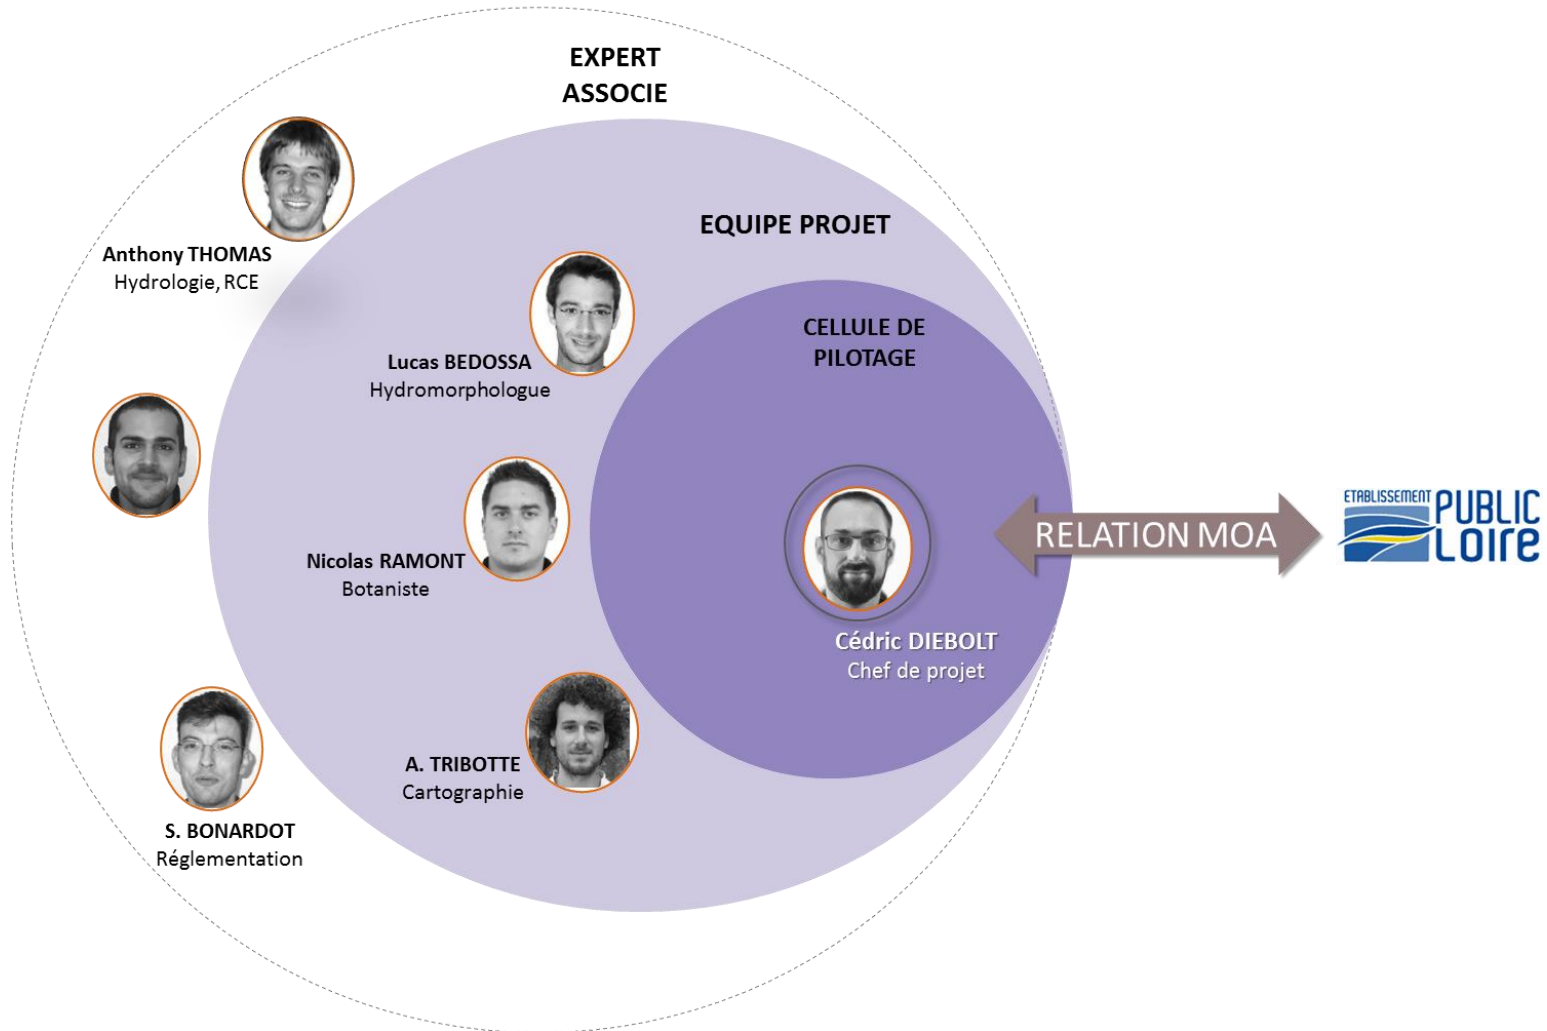 EXPERT
ASSOCIE
EQUIPE PROJET
CELLULE DE
PILOTAGE
Anthony THOMAS
Hydrologie, RCE
Lucas BEDOSSA
Hydromorphologue
Nicolas RAMONT
Botaniste
Cédric DIEBOLT
Chef de projet
A. TRIBOTTE
Cartographie
S. BONARDOT
Réglementation
RELATION MOA
ETABLISSEMENT
PUBLIC
LOIRE